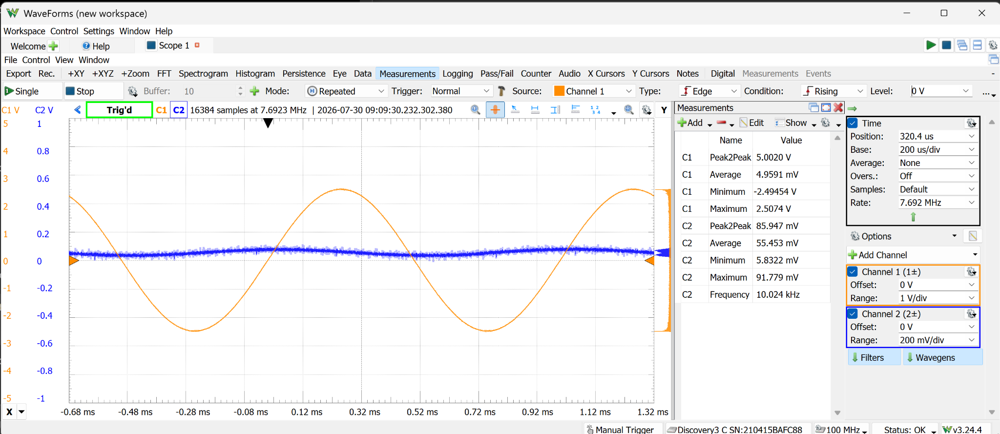 WaveForms (new workspace)
Workspace Control Settings Window Help
Welcome Help Scope 1
File Control View Window
Export Rec. +XY +XYZ +Zoom FFT Spectrogram Histogram Persistence Eye Data Measurements Logging Pass/Fail Counter Audio X Cursors Y Cursors Notes Digital Measurements Events
Single Stop Buffer: 10 Mode: Repeated Trigger: Normal Source: Channel 1 Type: Edge Condition: Rising Level: 0 V ...
C1 V C2 V Trig'd C1 C2 16384 samples at 7.6923 MHz | 2026-07-30 09:09:30.232.302.380 Y
5 1
4 0.8
3 0.6
2 0.4
1 0.2
0 0
-1 -0.2
-2 -0.4
-3 -0.6
-4 -0.8
-5 -1
X -0.68 ms -0.48 ms -0.28 ms -0.08 ms 0.12 ms 0.32 ms 0.52 ms 0.72 ms 0.92 ms 1.12 ms 1.32 ms
Measurements
Add Edit Show
Name Value
C1 Peak2Peak 5.0020 V
C1 Average 4.9591 mV
C1 Minimum -2.49454 V
C1 Maximum 2.5074 V
C2 Peak2Peak 85.947 mV
C2 Average 55.453 mV
C2 Minimum 5.8322 mV
C2 Maximum 91.779 mV
C2 Frequency 10.024 kHz
Time
Position: 320.4 us
Base: 200 us/div
Average: None
Overs.: Off
Samples: Default
Rate: 7.692 MHz
Options
Add Channel
Channel 1 (1±)
Offset: 0 V
Range: 1 V/div
Channel 2 (2±)
Offset: 0 V
Range: 200 mV/div
Filters Wavegens
Manual Trigger Discovery3 C SN:210415BAFC88 100 MHz Status: OK v3.24.4